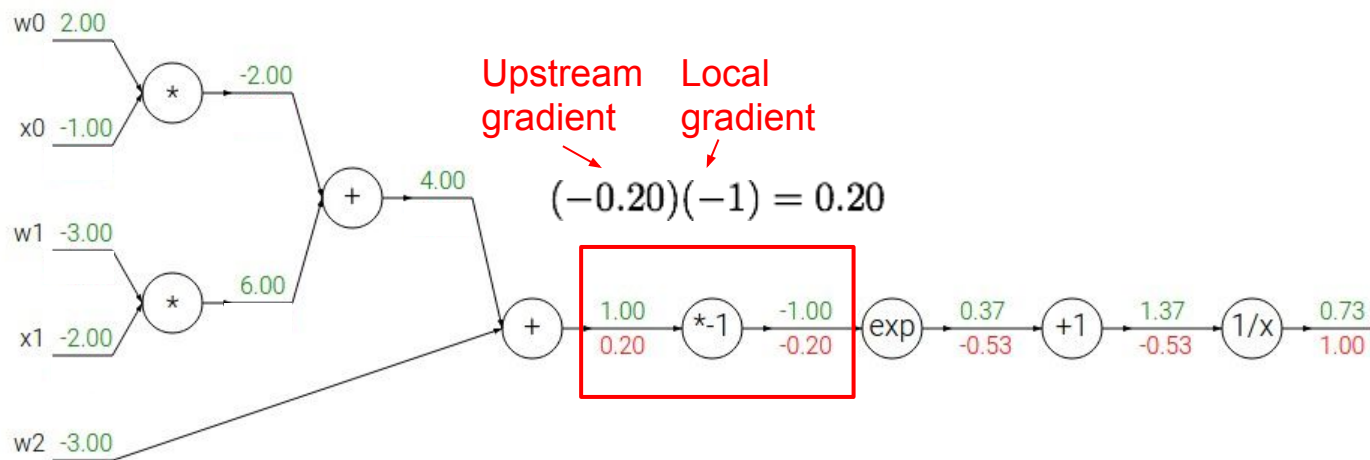 w0 2.00
*
-2.00
x0 -1.00
Upstream gradient
Local gradient
+
4.00
(−0.20)(−1) = 0.20
w1 -3.00
*
6.00
x1 -2.00
+
1.00
0.20
*-1
-1.00
-0.20
exp
0.37
-0.53
+1
1.37
-0.53
1/x
0.73
1.00
w2 -3.00